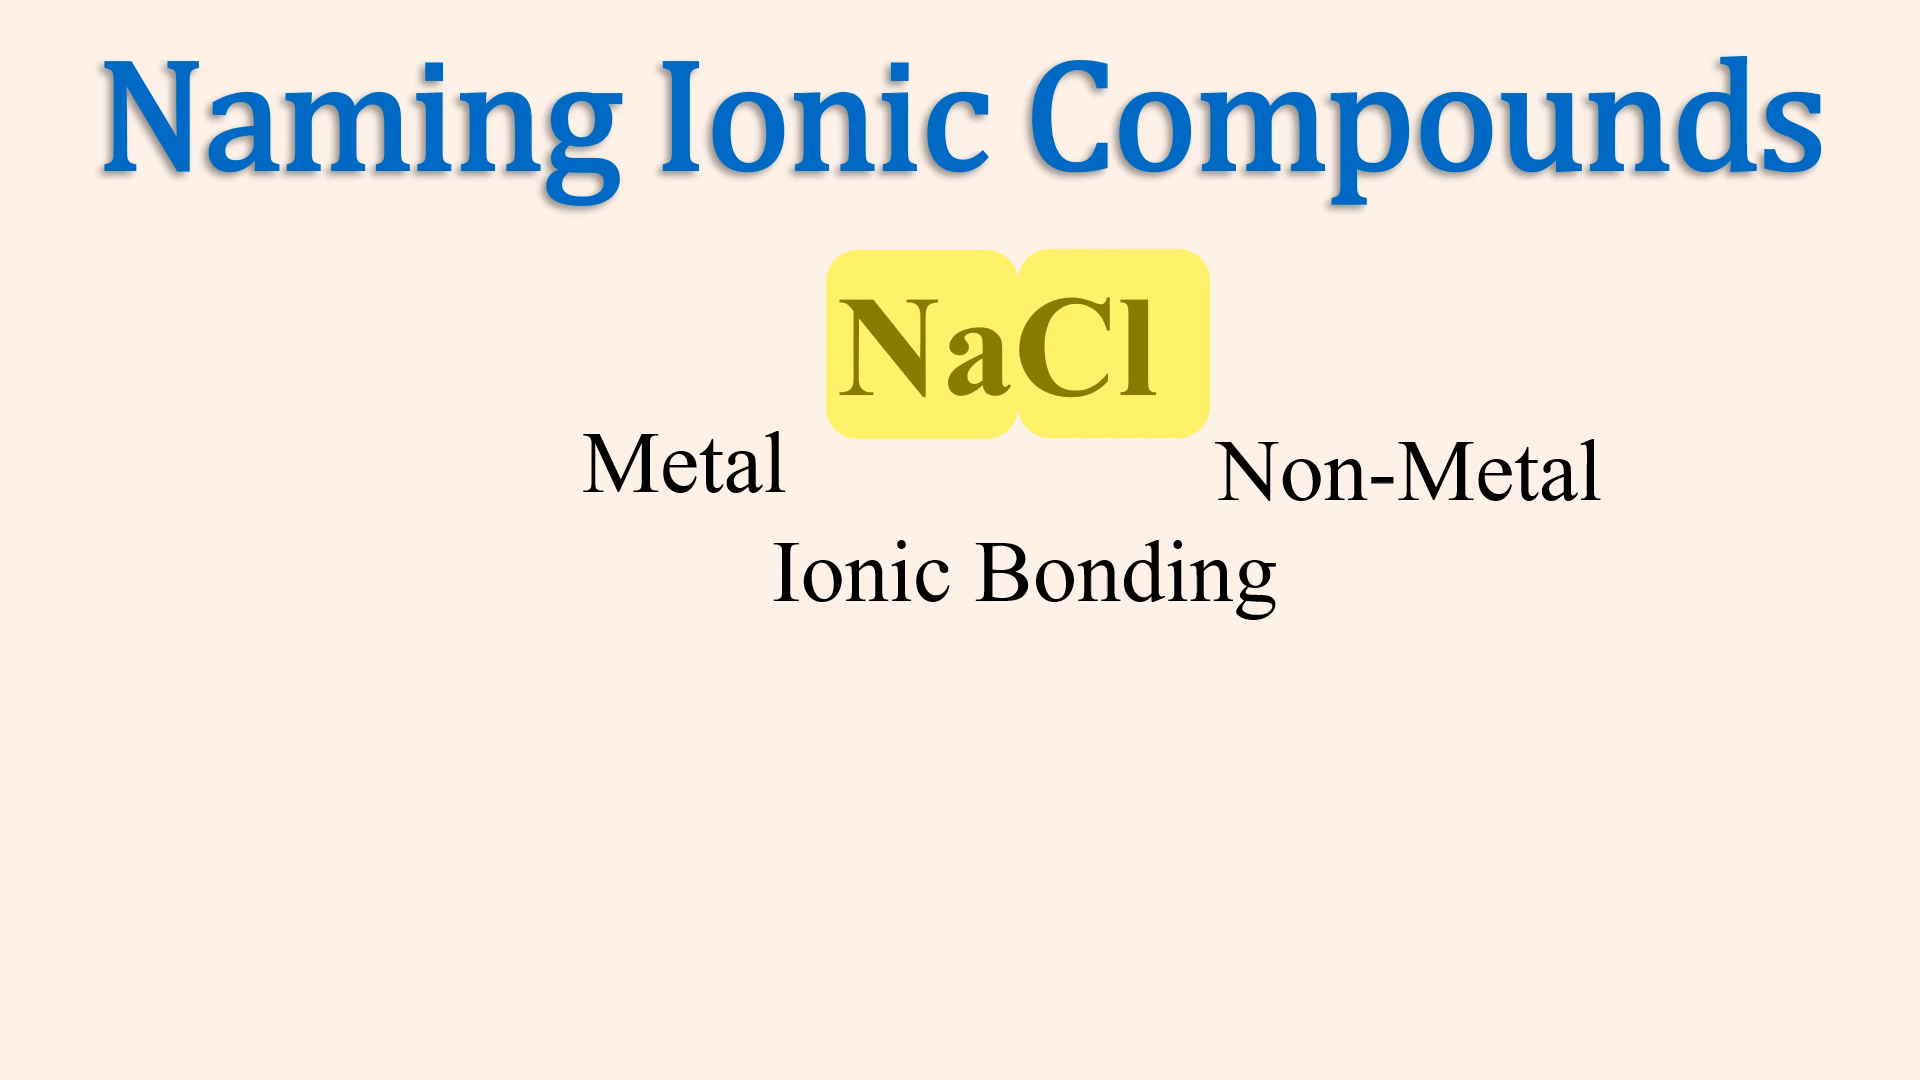 Naming Ionic Compounds
NaCl
Metal
Non-Metal
Ionic Bonding